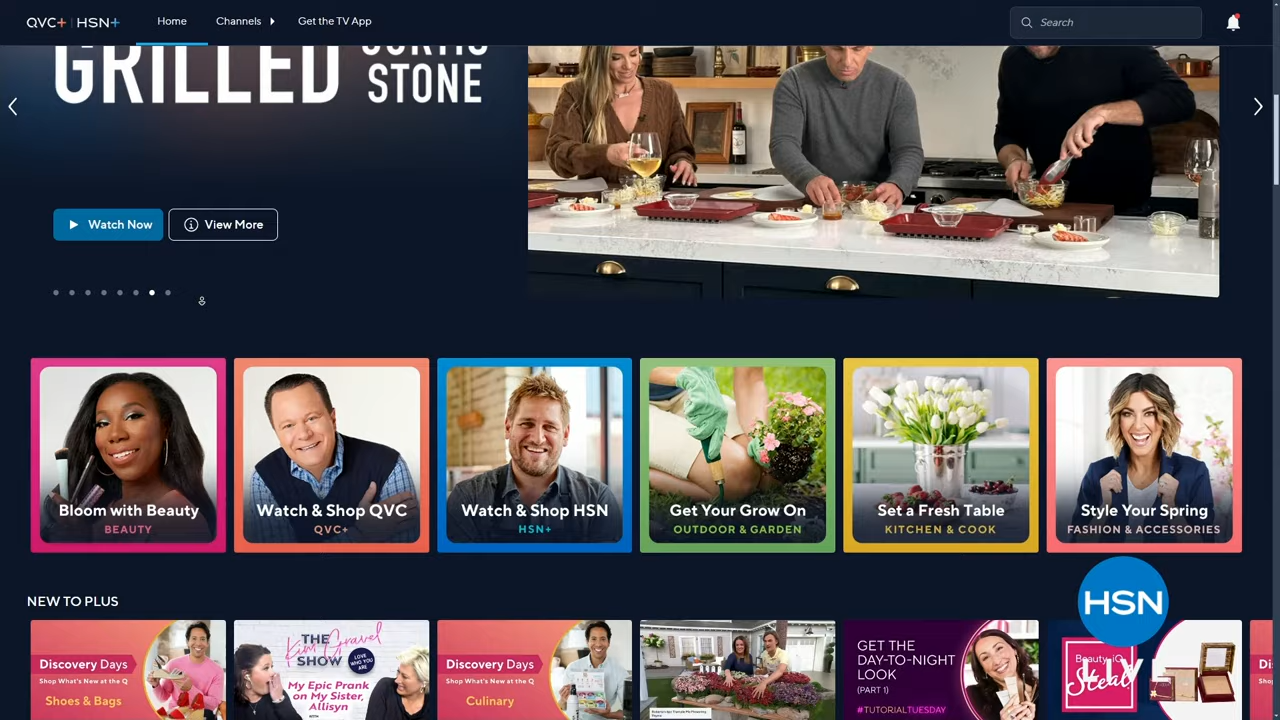 QVC+ | HSN+
Home
Channels
Get the TV App
Search
GRILLED
CURTIS
STONE
Watch Now
View More
Bloom with Beauty
BEAUTY
Watch & Shop QVC
QVC+
Watch & Shop HSN
HSN+
Get Your Grow On
OUTDOOR & GARDEN
Set a Fresh Table
KITCHEN & COOK
Style Your Spring
FASHION & ACCESSORIES
NEW TO PLUS
Discovery Days
Shop What's New at the Q
Shoes & Bags
THE
Kim Gravel
SHOW
LOVE
WHO YOU
ARE
My Epic Prank
on My Sister,
Allisyn
Discovery Days
Shop What's New at the Q
Culinary
GET THE
DAY-TO-NIGHT
LOOK
(PART 1)
#TUTORIALTUESDAY
Beauty iQ
Steal
HSN